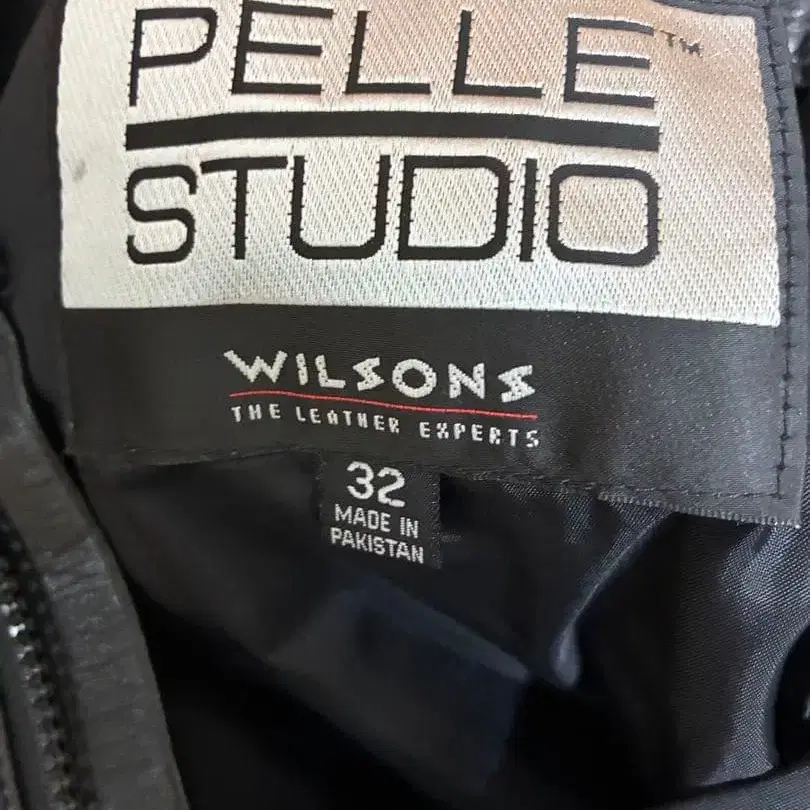 PELLE™
STUDIO
WILSONS
THE LEATHER EXPERTS
32
MADE IN
PAKISTAN